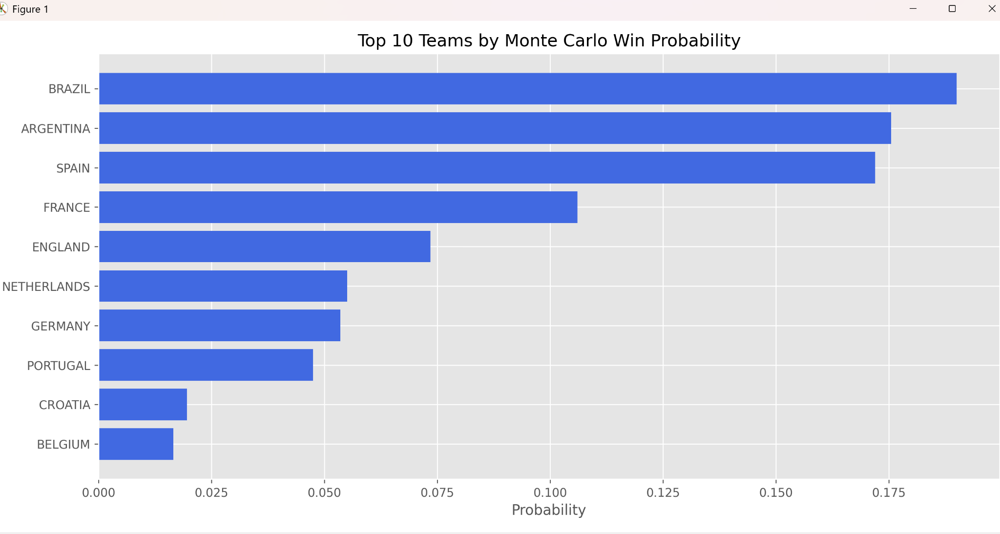 Figure 1
Top 10 Teams by Monte Carlo Win Probability
BRAZIL
ARGENTINA
SPAIN
FRANCE
ENGLAND
NETHERLANDS
GERMANY
PORTUGAL
CROATIA
BELGIUM
0.000 0.025 0.050 0.075 0.100 0.125 0.150 0.175
Probability